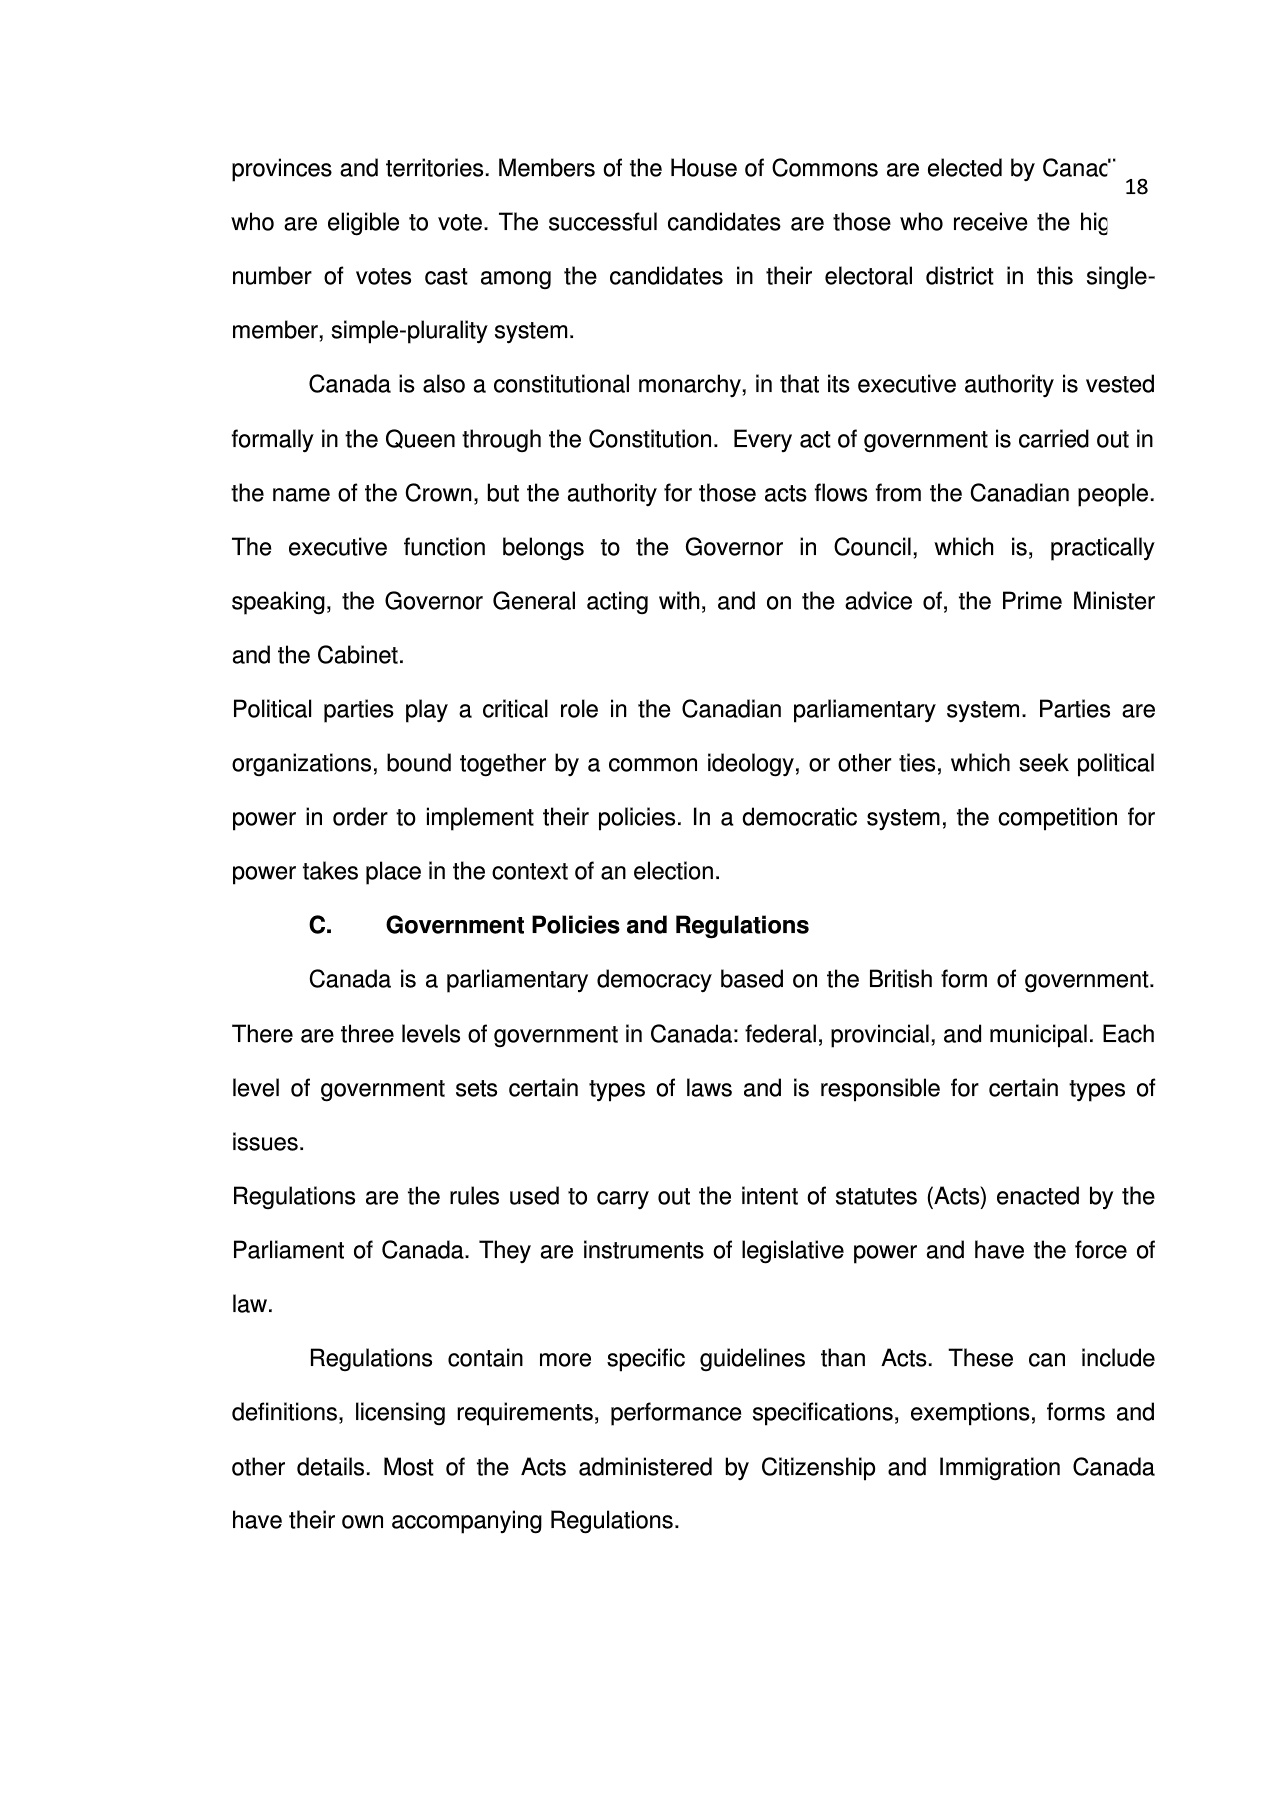 provinces and territories. Members of the House of Commons are elected by
18
who are eligible to vote. The successful candidates are those who receive the
number of votes cast among the candidates in their electoral district in this single-
member, simple-plurality system.
Canada is also a constitutional monarchy, in that its executive authority is vested
formally in the Queen through the Constitution. Every act of government is carried out in
the name of the Crown, but the authority for those acts flows from the Canadian people.
The executive function belongs to the Governor in Council, which is, practically
speaking, the Governor General acting with, and on the advice of, the Prime Minister
and the Cabinet.
Political parties play a critical role in the Canadian parliamentary system. Parties are
organizations, bound together by a common ideology, or other ties, which seek political
power in order to implement their policies. In a democratic system, the competition for
power takes place in the context of an election.
C. Government Policies and Regulations
Canada is a parliamentary democracy based on the British form of government.
There are three levels of government in Canada: federal, provincial, and municipal. Each
level of government sets certain types of laws and is responsible for certain types of
issues.
Regulations are the rules used to carry out the intent of statutes (Acts) enacted by the
Parliament of Canada. They are instruments of legislative power and have the force of
law.
Regulations contain more specific guidelines than Acts. These can include
definitions, licensing requirements, performance specifications, exemptions, forms and
other details. Most of the Acts administered by Citizenship and Immigration Canada
have their own accompanying Regulations.